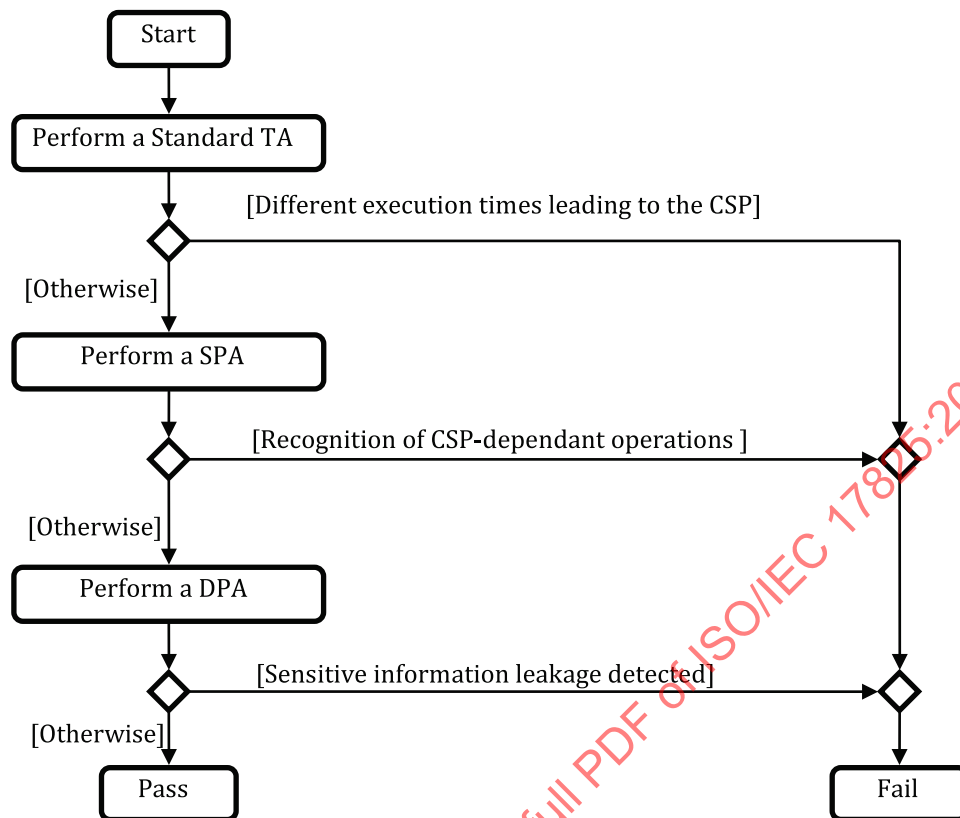 Start
Perform a Standard TA
[Different execution times leading to the CSP]
[Otherwise]
Perform a SPA
[Recognition of CSP-dependant operations ]
[Otherwise]
Perform a DPA
[Sensitive information leakage detected]
[Otherwise]
Pass
Fail
full PDF of ISO/IEC 17825:20